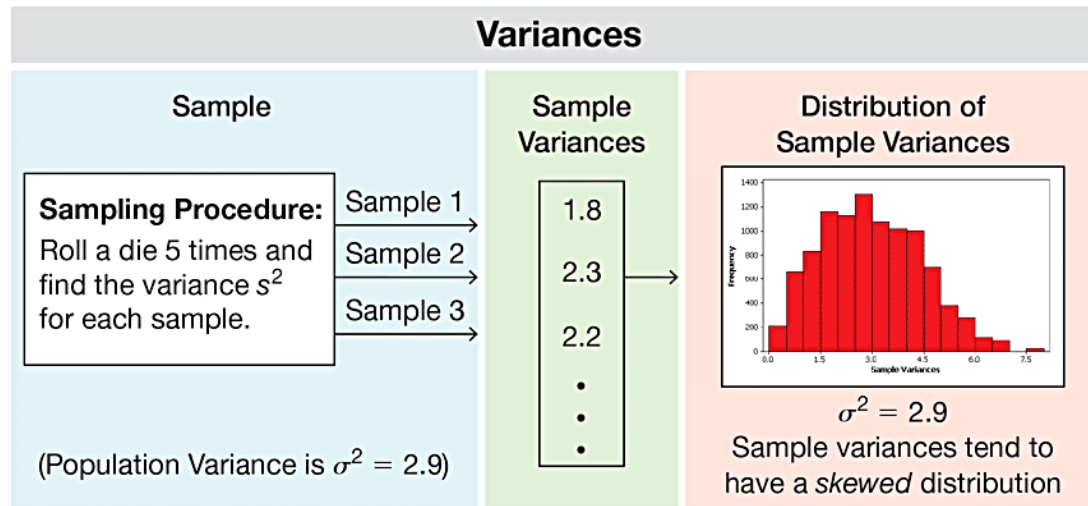 Variances
Sample
Sampling Procedure:
Roll a die 5 times and
find the variance s²
for each sample.
Sample 1
Sample 2
Sample 3
(Population Variance is σ² = 2.9)
Sample
Variances
1.8
2.3
2.2
Distribution of
Sample Variances
1400
1200
1000
800
600
400
200
0
Frequency
0.0 1.5 3.0 4.5 6.0 7.5
Sample Variances
σ² = 2.9
Sample variances tend to
have a skewed distribution